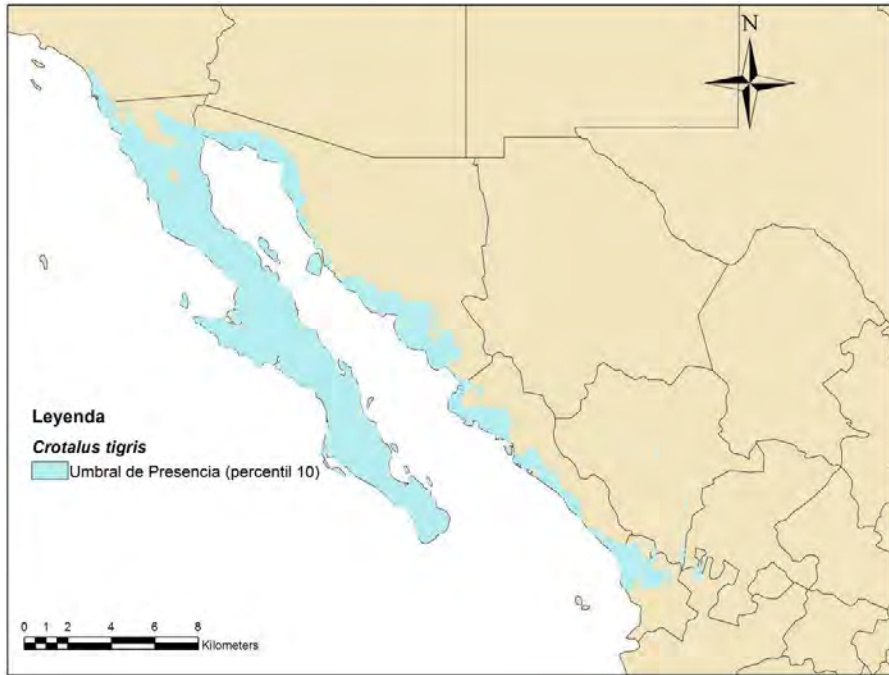 N
Leyenda
Crotalus tigris
Umbral de Presencia (percentil 10)
0 1 2 4 6 8
Kilometers